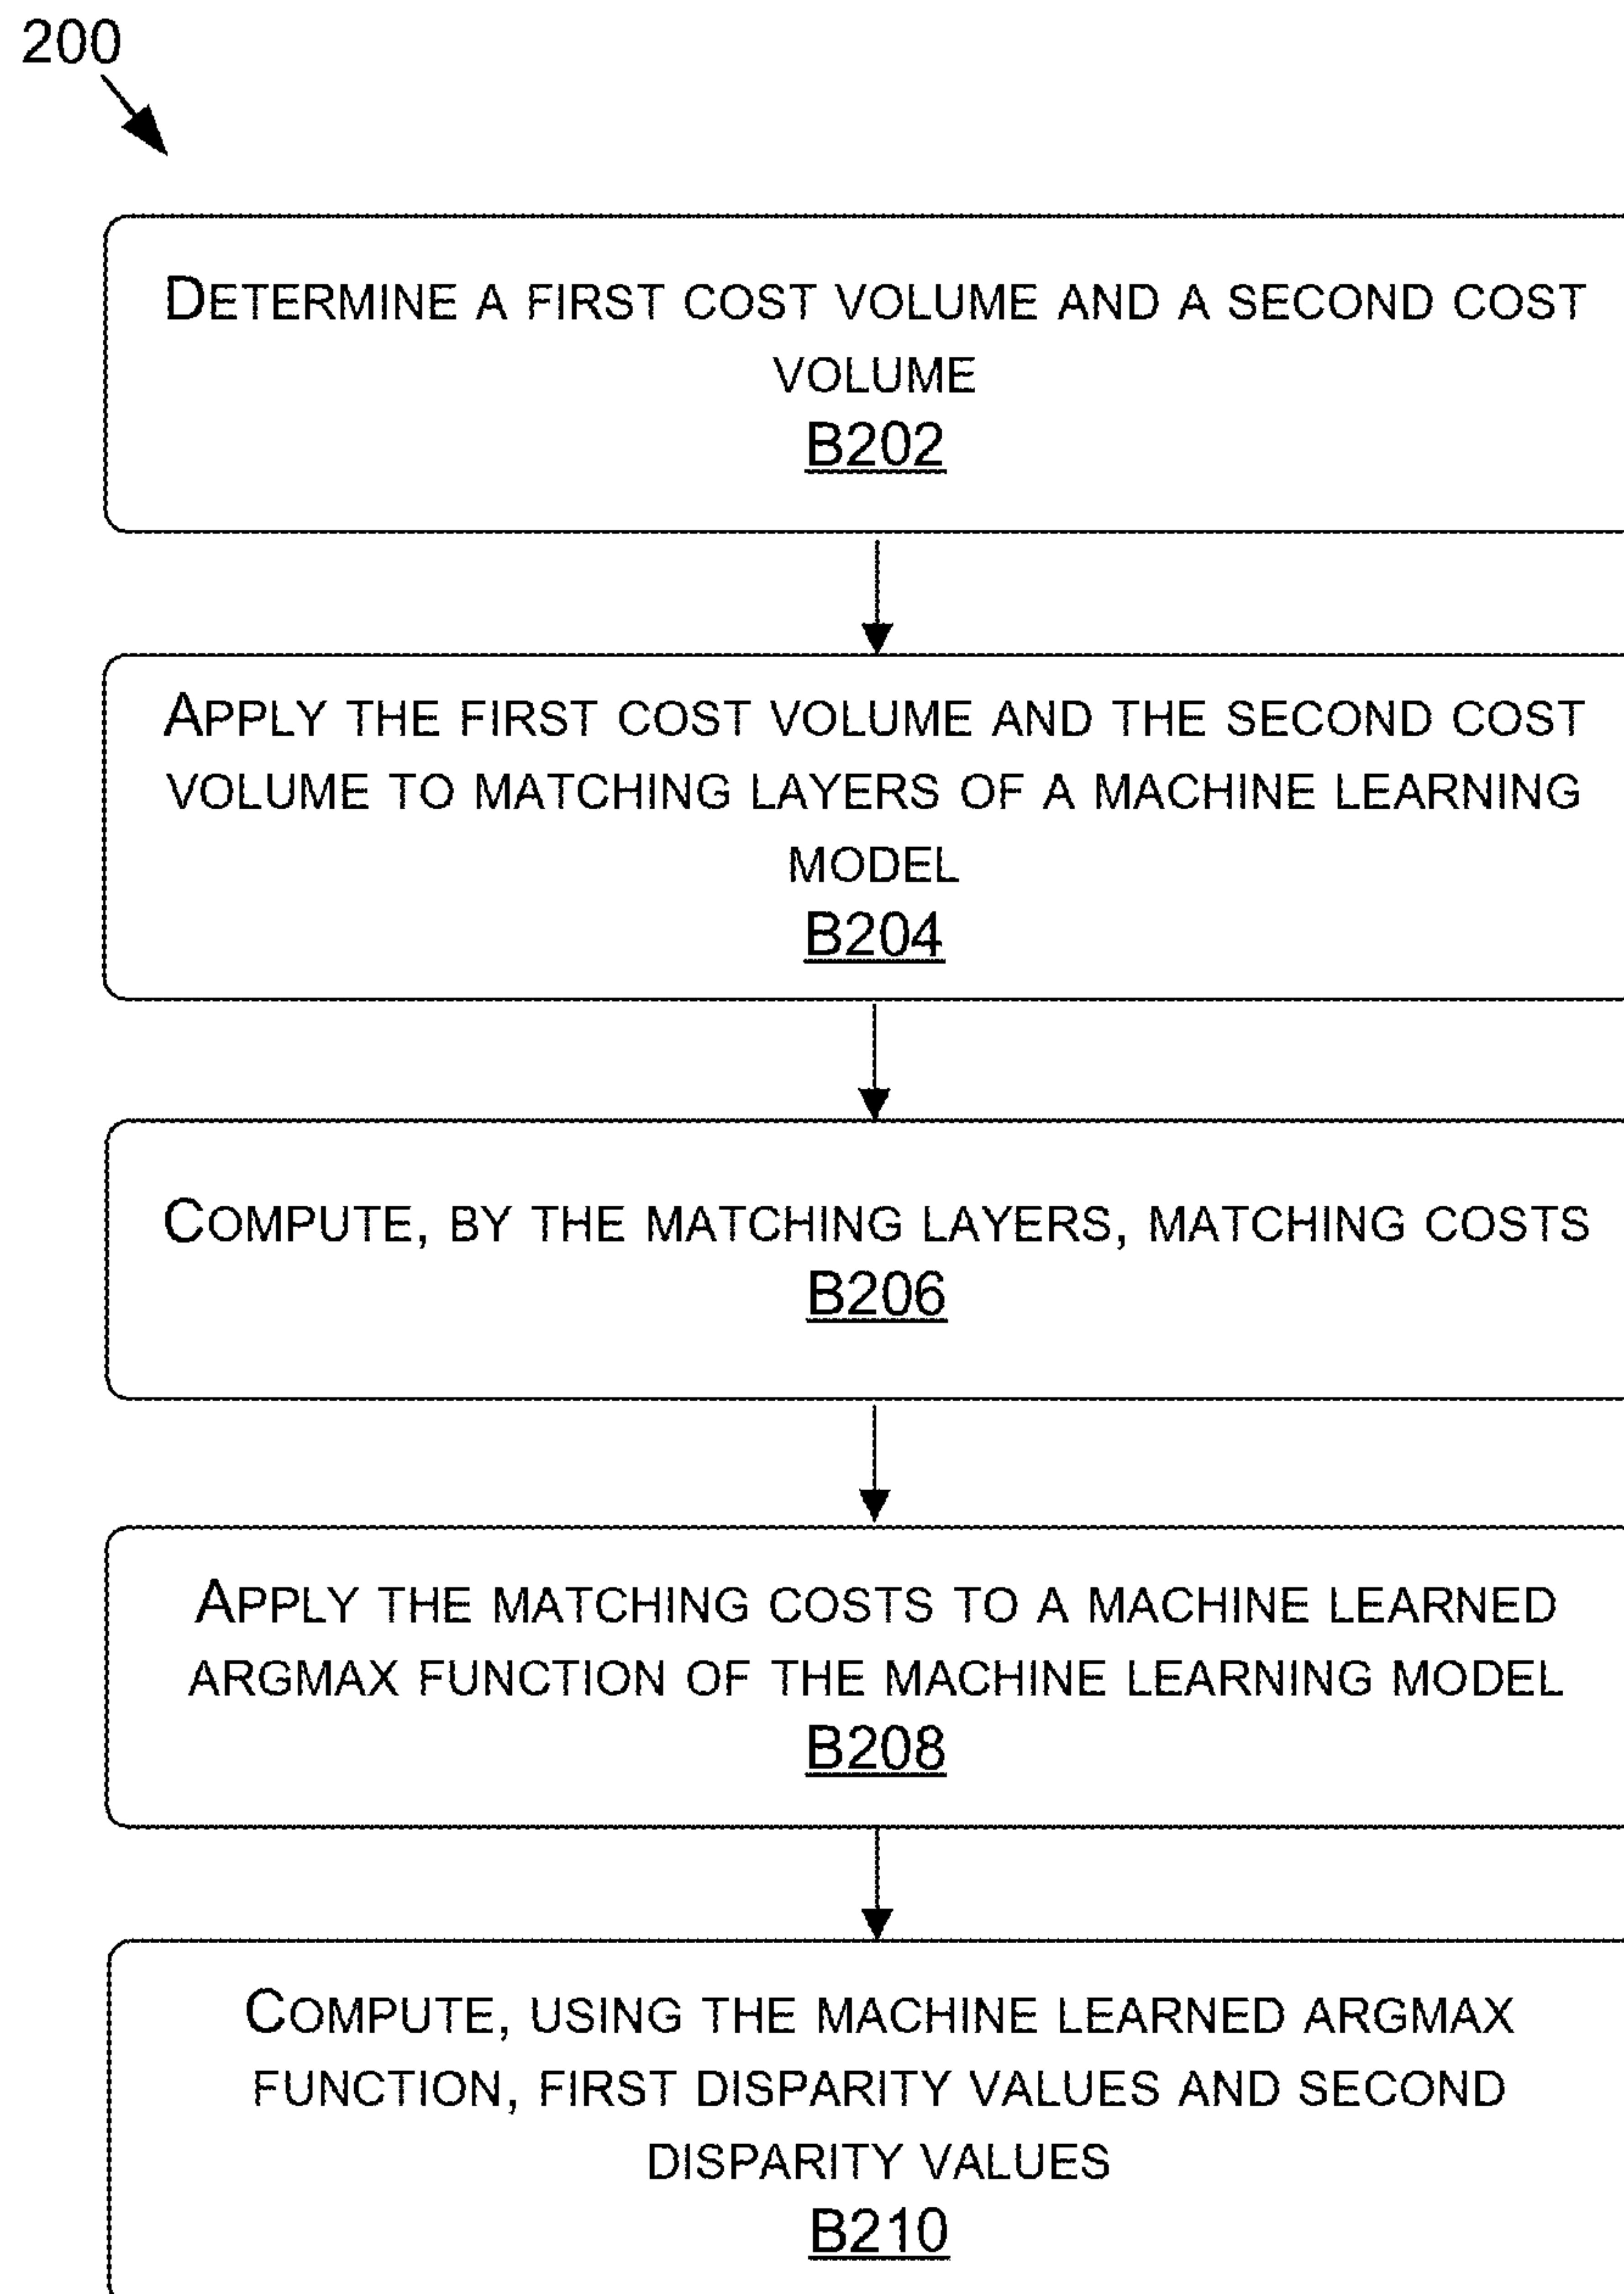 200
DETERMINE A FIRST COST VOLUME AND A SECOND COST
VOLUME
B202
APPLY THE FIRST COST VOLUME AND THE SECOND COST
VOLUME TO MATCHING LAYERS OF A MACHINE LEARNING
MODEL
B204
COMPUTE, BY THE MATCHING LAYERS, MATCHING COSTS
B206
APPLY THE MATCHING COSTS TO A MACHINE LEARNED
ARGMAX FUNCTION OF THE MACHINE LEARNING MODEL
B208
COMPUTE, USING THE MACHINE LEARNED ARGMAX
FUNCTION, FIRST DISPARITY VALUES AND SECOND
DISPARITY VALUES
B210